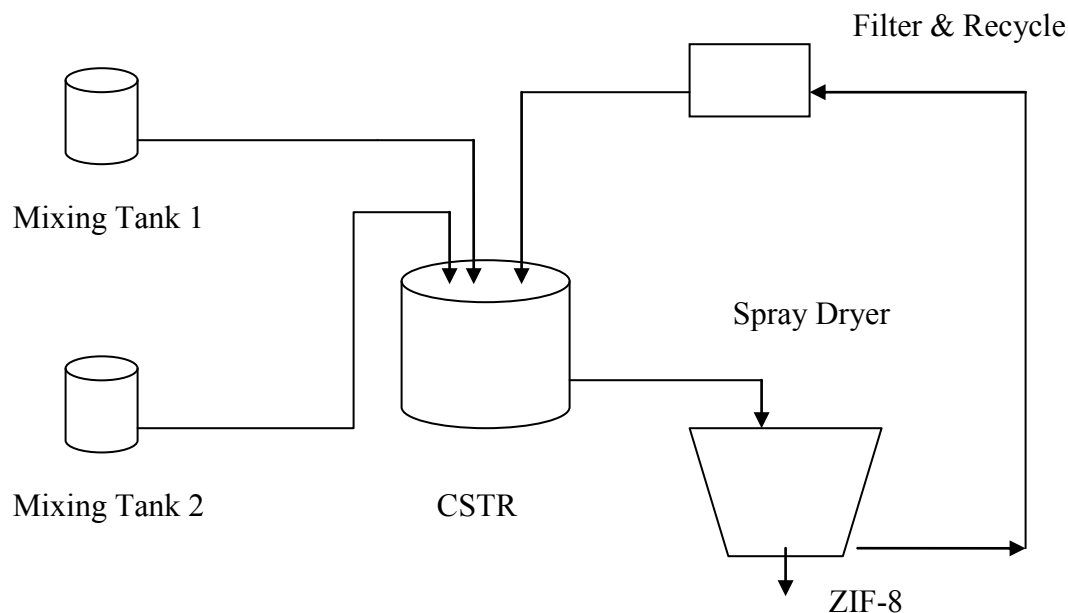 Filter & Recycle
Mixing Tank 1
Spray Dryer
Mixing Tank 2
CSTR
ZIF-8